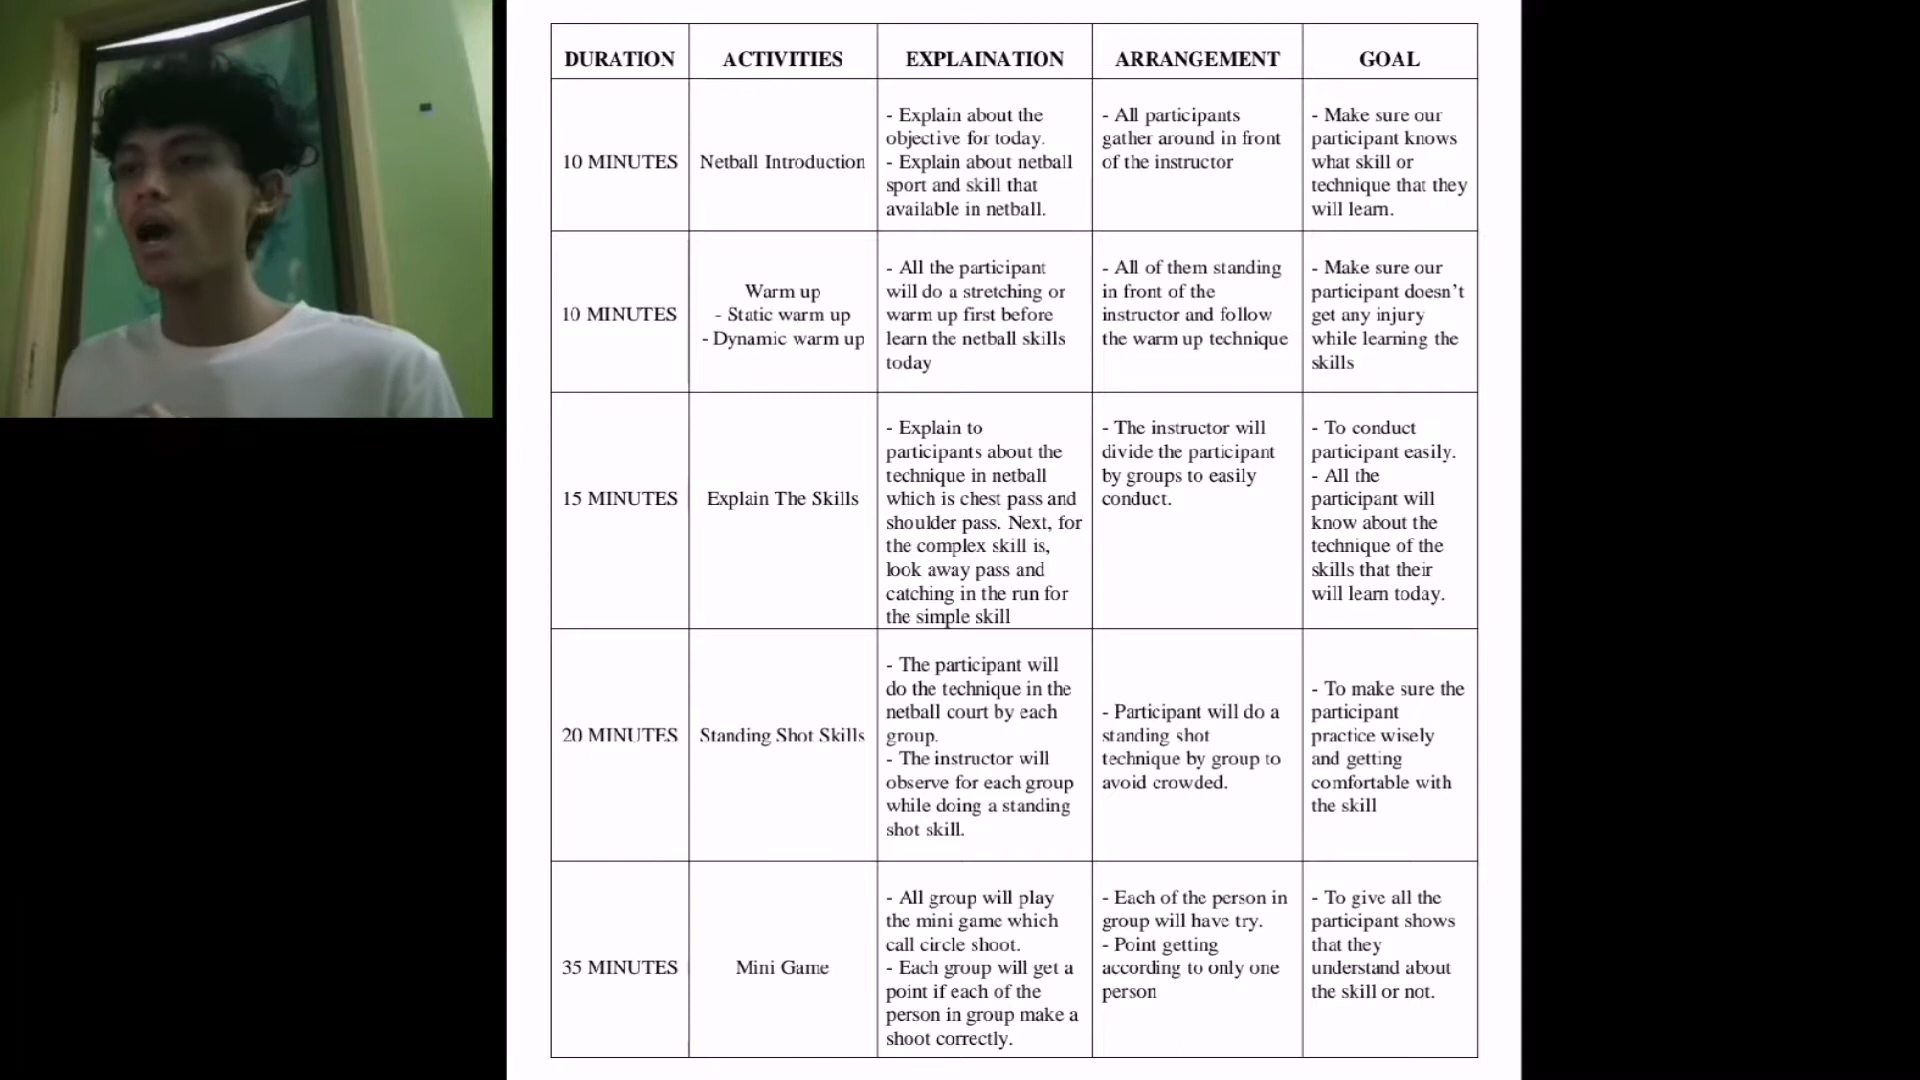 DURATION ACTIVITIES EXPLAINATION ARRANGEMENT GOAL
10 MINUTES
Netball Introduction
- Explain about the
objective for today.
- Explain about netball
sport and skill that
available in netball.
- All participants
gather around in front
of the instructor
- Make sure our
participant knows
what skill or
technique that they
will learn.
10 MINUTES
Warm up
- Static warm up
- Dynamic warm up
- All the participant
will do a stretching or
warm up first before
learn the netball skills
today
- All of them standing
in front of the
instructor and follow
the warm up technique
- Make sure our
participant doesn't
get any injury
while learning the
skills
15 MINUTES
Explain The Skills
- Explain to
participants about the
technique in netball
which is chest pass and
shoulder pass. Next, for
the complex skill is,
look away pass and
catching in the run for
the simple skill
- The instructor will
divide the participant
by groups to easily
conduct.
- To conduct
participant easily.
- All the
participant will
know about the
technique of the
skills that their
will learn today.
20 MINUTES
Standing Shot Skills
- The participant will
do the technique in the
netball court by each
group.
- The instructor will
observe for each group
while doing a standing
shot skill.
- Participant will do a
standing shot
technique by group to
avoid crowded.
- To make sure the
participant
practice wisely
and getting
comfortable with
the skill
35 MINUTES
Mini Game
- All group will play
the mini game which
call circle shoot.
- Each group will get a
point if each of the
person in group make a
shoot correctly.
- Each of the person in
group will have try.
- Point getting
according to only one
person
- To give all the
participant shows
that they
understand about
the skill or not.